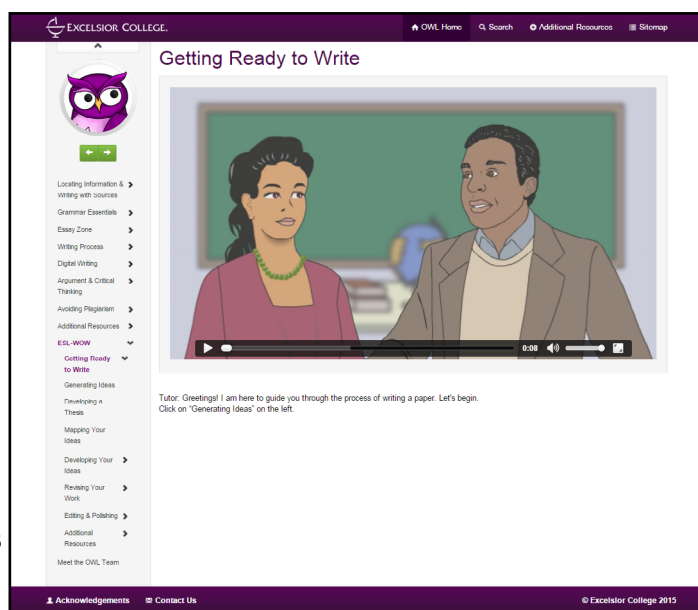 EXCELSIOR COLLEGE.
OWL Home
Search
Additional Resources
Sitemap
Getting Ready to Write
Locating Information &
Writing with Sources
Grammar Essentials
Essay Zone
Writing Process
Digital Writing
Argument & Critical
Thinking
Avoiding Plagiarism
Additional Resources
ESL-WOW
Getting Ready
to Write
Generating Ideas
Developing a
Thesis
Mapping Your
Ideas
Developing Your
Ideas
Revising Your
Work
Editing & Polishing
Additional
Resources
Meet the OWL Team
0:08
Tutor: Greetings! I am here to guide you through the process of writing a paper. Let's begin.
Click on "Generating Ideas" on the left.
Acknowledgements
Contact Us
© Excelsior College 2015